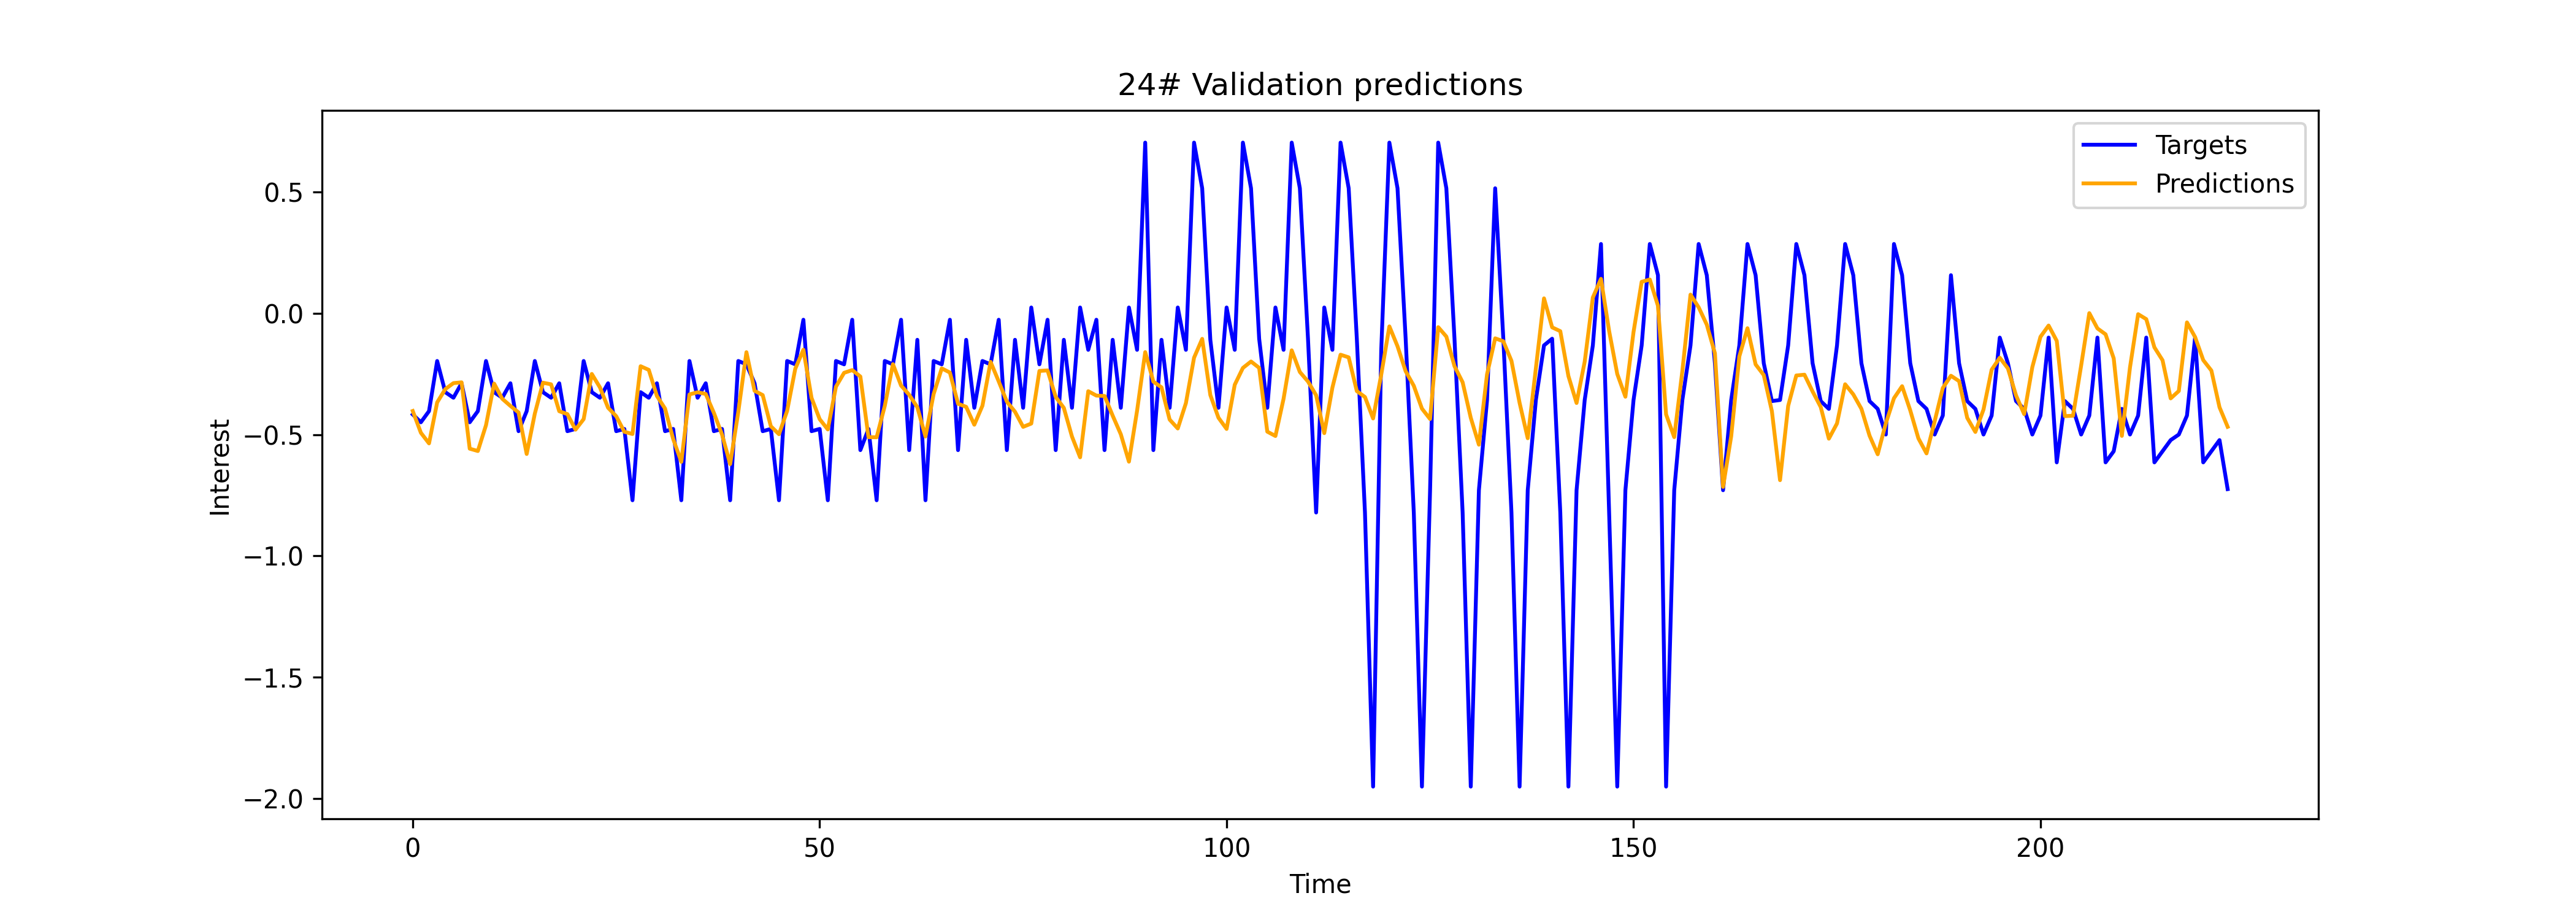 24# Validation predictions
Targets
Predictions
Interest
0.5
0.0
−0.5
−1.0
−1.5
−2.0
0
50
100
150
200
Time